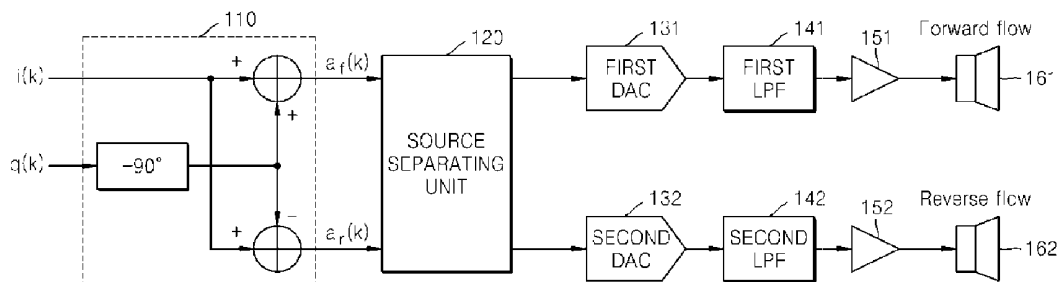 110
i(k)
+
+
a_f(k)
q(k)
-90°
+
−
a_r(k)
120
SOURCE
SEPARATING
UNIT
131
FIRST
DAC
141
FIRST
LPF
151
Forward flow
161
132
SECOND
DAC
142
SECOND
LPF
152
Reverse flow
162